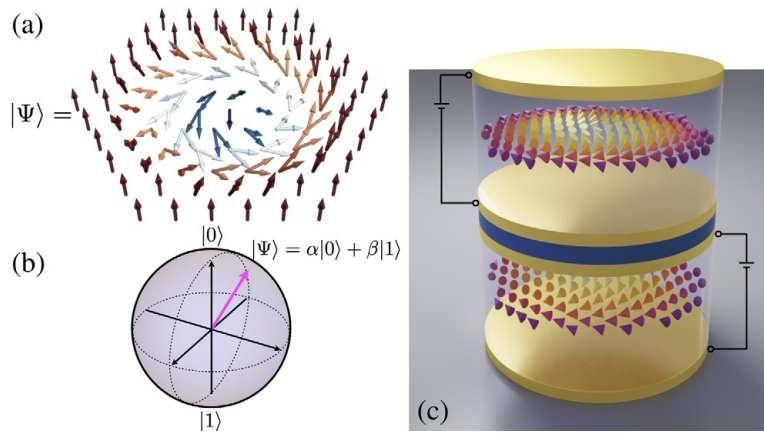 (a)
|Ψ⟩ =
|0⟩
|Ψ⟩ = α|0⟩ + β|1⟩
(b)
|1⟩
(c)